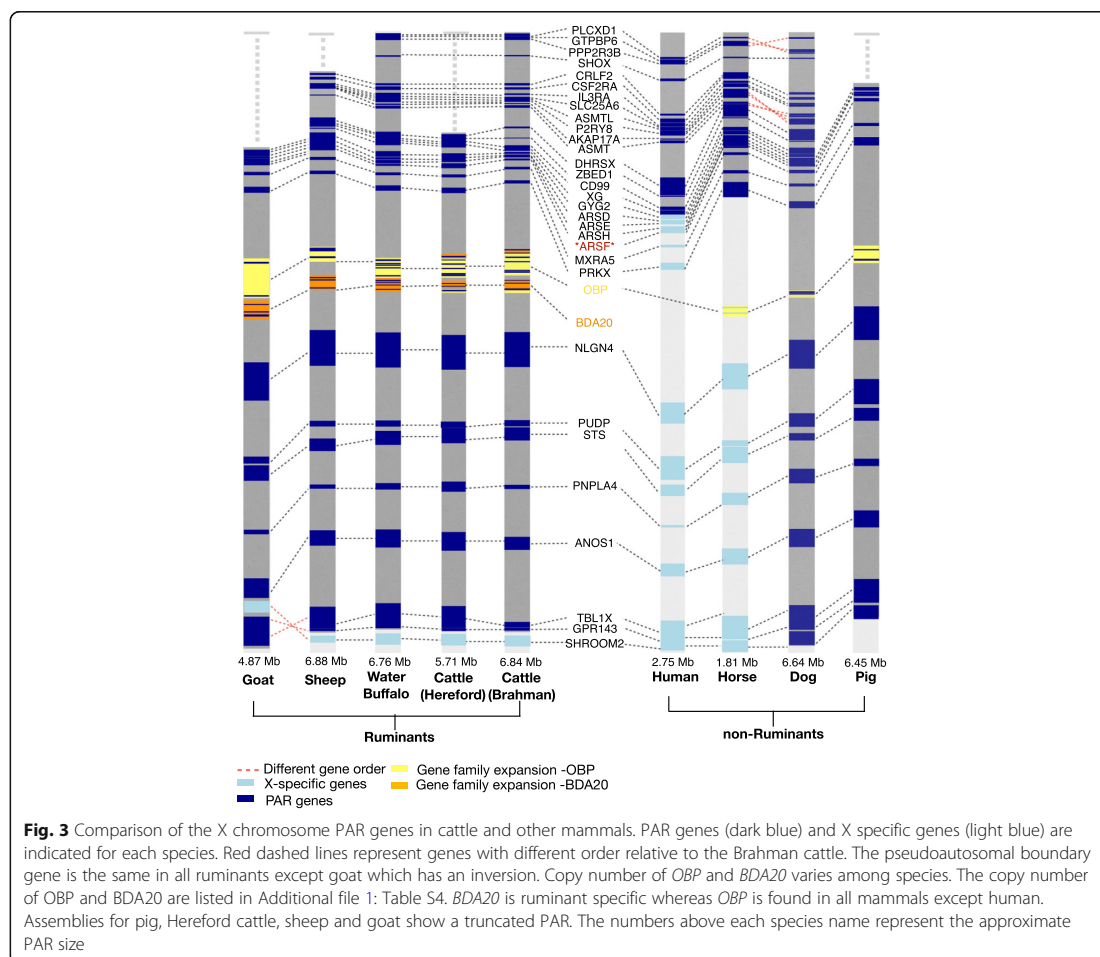 PLCXD1
GTPBP6
PPP2R3B
SHOX
CRLF2
CSF2RA
IL3RA
SLC25A6
ASMTL
P2RY8
AKAP17A
ASMT
DHRSX
ZBED1
CD99
XG
GYG2
ARSD
ARSE
ARSH
*ARSF*
MXRA5
PRKX
OBP
BDA20
NLGN4
PUDP
STS
PNPLA4
ANOS1
TBL1X
GPR143
SHROOM2
4.87 Mb 6.88 Mb 6.76 Mb 5.71 Mb 6.84 Mb 2.75 Mb 1.81 Mb 6.64 Mb 6.45 Mb
Goat Sheep Water Cattle Cattle Human Horse Dog Pig
Buffalo (Hereford) (Brahman)
Ruminants non-Ruminants
Different gene order Gene family expansion -OBP
X-specific genes Gene family expansion -BDA20
PAR genes
Fig. 3 Comparison of the X chromosome PAR genes in cattle and other mammals. PAR genes (dark blue) and X specific genes (light blue) are
indicated for each species. Red dashed lines represent genes with different order relative to the Brahman cattle. The pseudoautosomal boundary
gene is the same in all ruminants except goat which has an inversion. Copy number of OBP and BDA20 varies among species. The copy number
of OBP and BDA20 are listed in Additional file 1: Table S4. BDA20 is ruminant specific whereas OBP is found in all mammals except human.
Assemblies for pig, Hereford cattle, sheep and goat show a truncated PAR. The numbers above each species name represent the approximate
PAR size